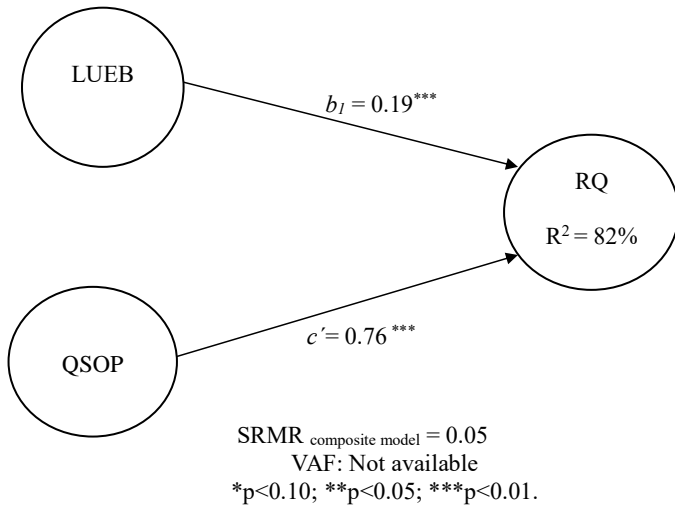 LUEB
b₁ = 0.19***
RQ
R² = 82%
c´= 0.76 ***
QSOP
SRMR composite model = 0.05
VAF: Not available
*p<0.10; **p<0.05; ***p<0.01.